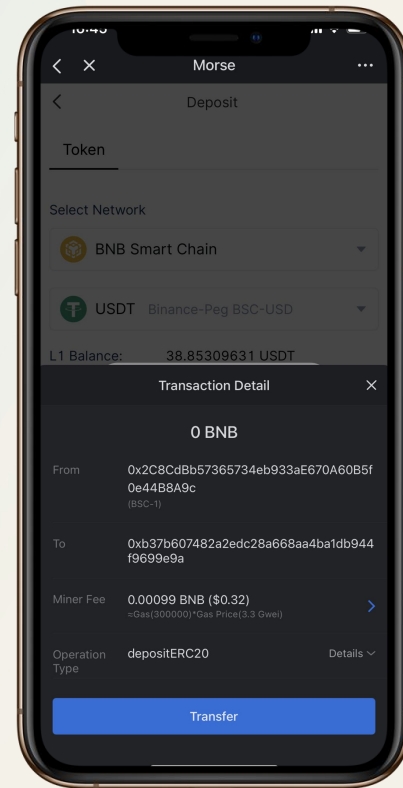 Morse
Deposit
Token
Select Network
BNB Smart Chain
USDT Binance-Peg BSC-USD
L1 Balance: 38.85309631 USDT
Transaction Detail
0 BNB
From 0x2C8CdBb57365734eb933aE670A60B5f
0e44B8A9c
(BSC-1)
To 0xb37b607482a2edc28a668aa4ba1db944
f9699e9a
Miner Fee 0.00099 BNB ($0.32)
≈Gas(300000)*Gas Price(3.3 Gwei)
Operation Type depositERC20 Details
Transfer